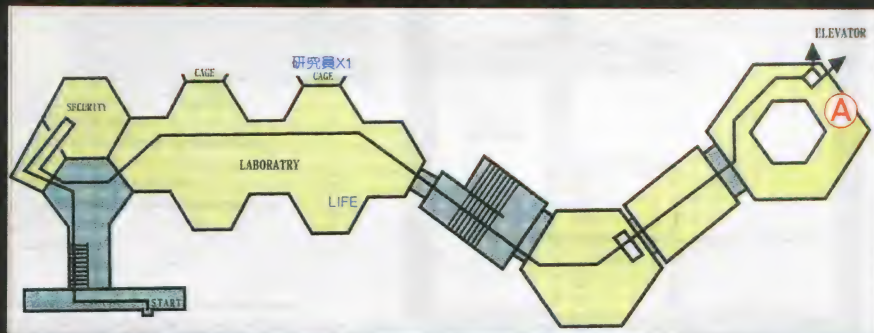 ELEVATOR
研究員X1
CAGE
CAGE
SECURITY
A
LABORATRY
LIFE
START